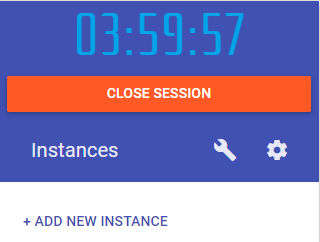 03:59:57
CLOSE SESSION
Instances
+ ADD NEW INSTANCE